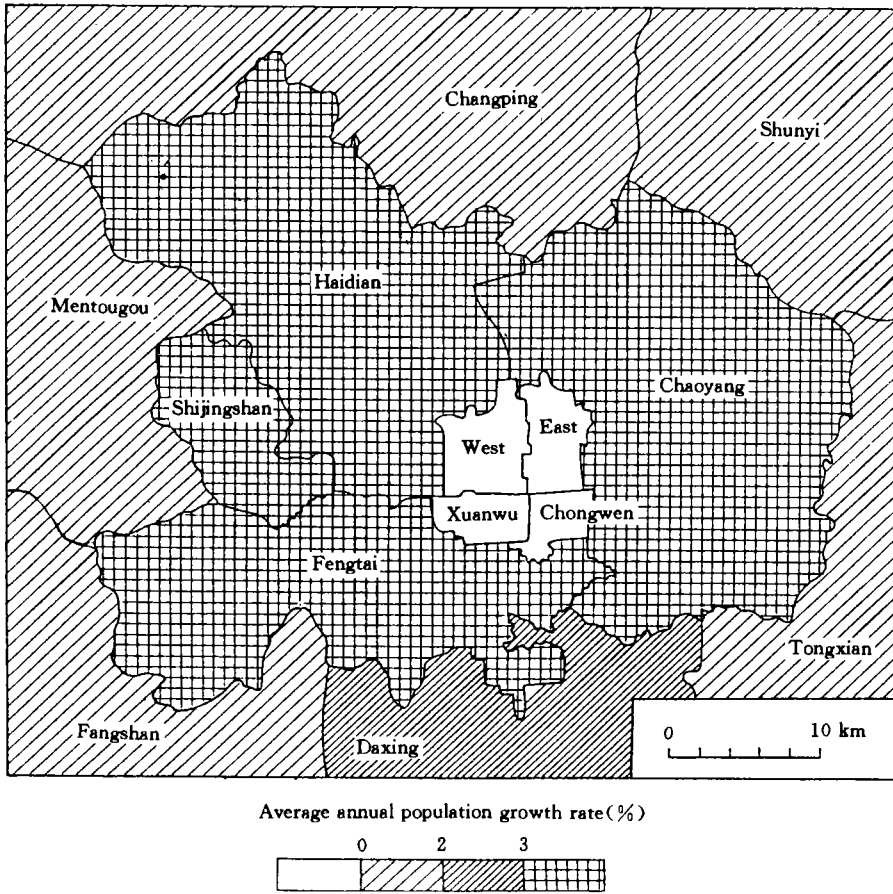 Changping
Shunyi
Haidian
Mentougou
Chaoyang
Shijingshan
East
West
Xuanwu
Chongwen
Fengtai
Tongxian
0 10 km
Fangshan
Daxing
Average annual population growth rate(%)
0 2 3